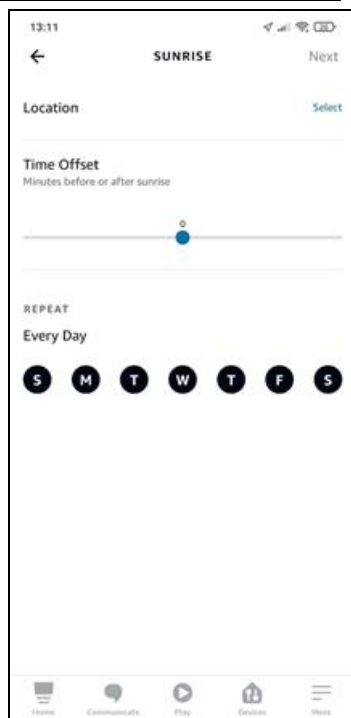 13:11
SUNRISE
Next
Location
Select
Time Offset
Minutes before or after sunrise
0
REPEAT
Every Day
S M T W T F S
Home Communicate Play Devices More